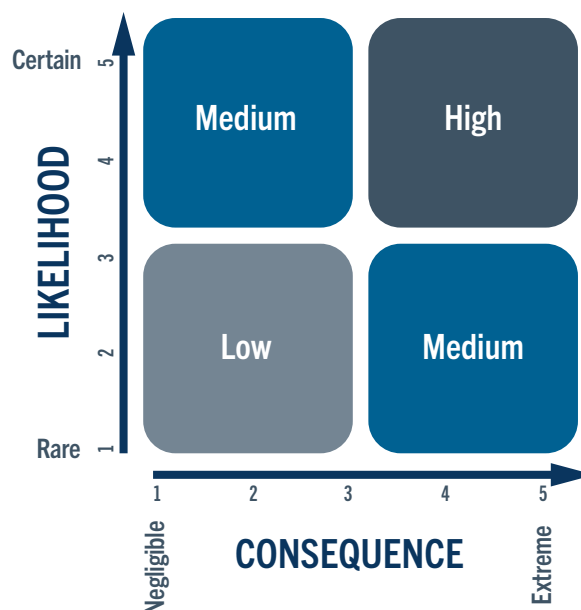 Certain
5
Medium
High
4
LIKELIHOOD
3
2
Low
Medium
Rare
1
1 2 3 4 5
Negligible
CONSEQUENCE
Extreme